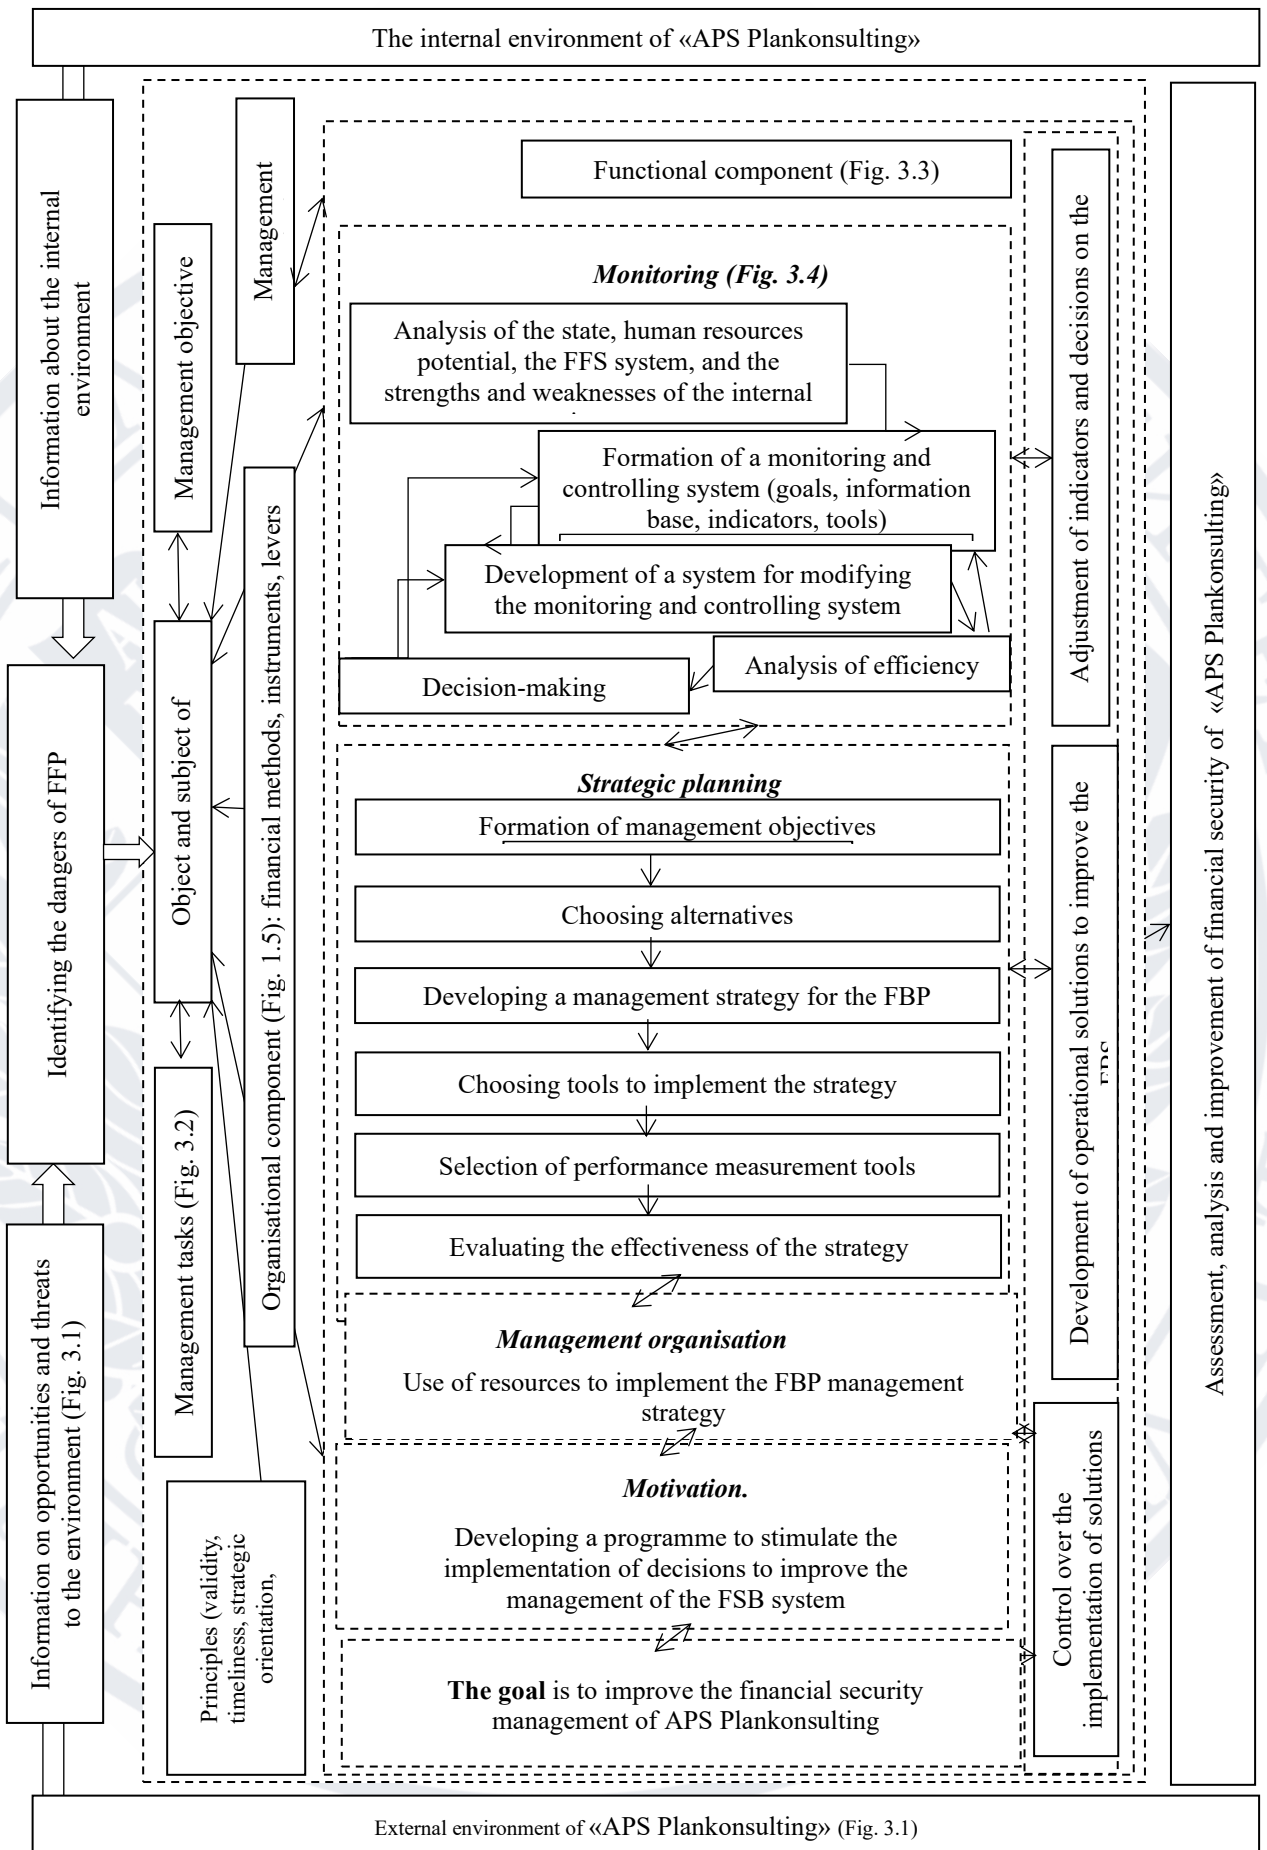 The internal environment of «APS Plankonsulting»
Information about the internal
environment
Identifying the dangers of FFP
Information on opportunities and threats
to the environment (Fig. 3.1)
Management objective
Object and subject of
Management tasks (Fig. 3.2)
Principles (validity,
timeliness, strategic
orientation,
Management
Organisational component (Fig. 1.5): financial methods, instruments, levers
Functional component (Fig. 3.3)
Monitoring (Fig. 3.4)
Analysis of the state, human resources
potential, the FFS system, and the
strengths and weaknesses of the internal
Formation of a monitoring and
controlling system (goals, information
base, indicators, tools)
Development of a system for modifying
the monitoring and controlling system
Analysis of efficiency
Decision-making
Strategic planning
Formation of management objectives
Choosing alternatives
Developing a management strategy for the FBP
Choosing tools to implement the strategy
Selection of performance measurement tools
Evaluating the effectiveness of the strategy
Management organisation
Use of resources to implement the FBP management
strategy
Motivation.
Developing a programme to stimulate the
implementation of decisions to improve the
management of the FSB system
The goal is to improve the financial security
management of APS Plankonsulting
Adjustment of indicators and decisions on the
Development of operational solutions to improve the
Control over the
implementation of solutions
Assessment, analysis and improvement of financial security of «APS Plankonsulting»
External environment of «APS Plankonsulting» (Fig. 3.1)